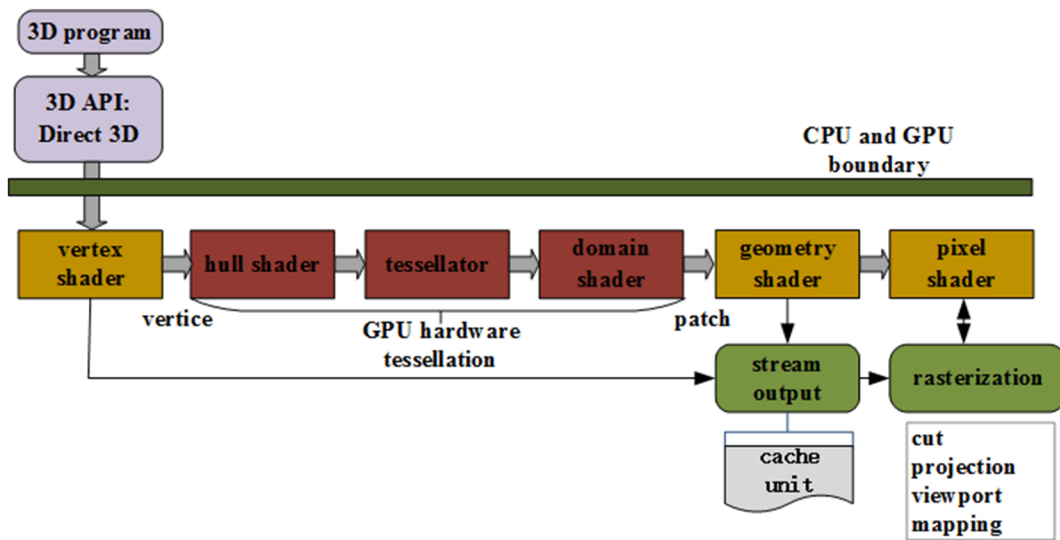 3D program
3D API:
Direct 3D
CPU and GPU
boundary
vertex
shader
hull shader
tessellator
domain
shader
geometry
shader
pixel
shader
vertice
GPU hardware
tessellation
patch
stream
output
rasterization
cache
unit
cut
projection
viewport
mapping